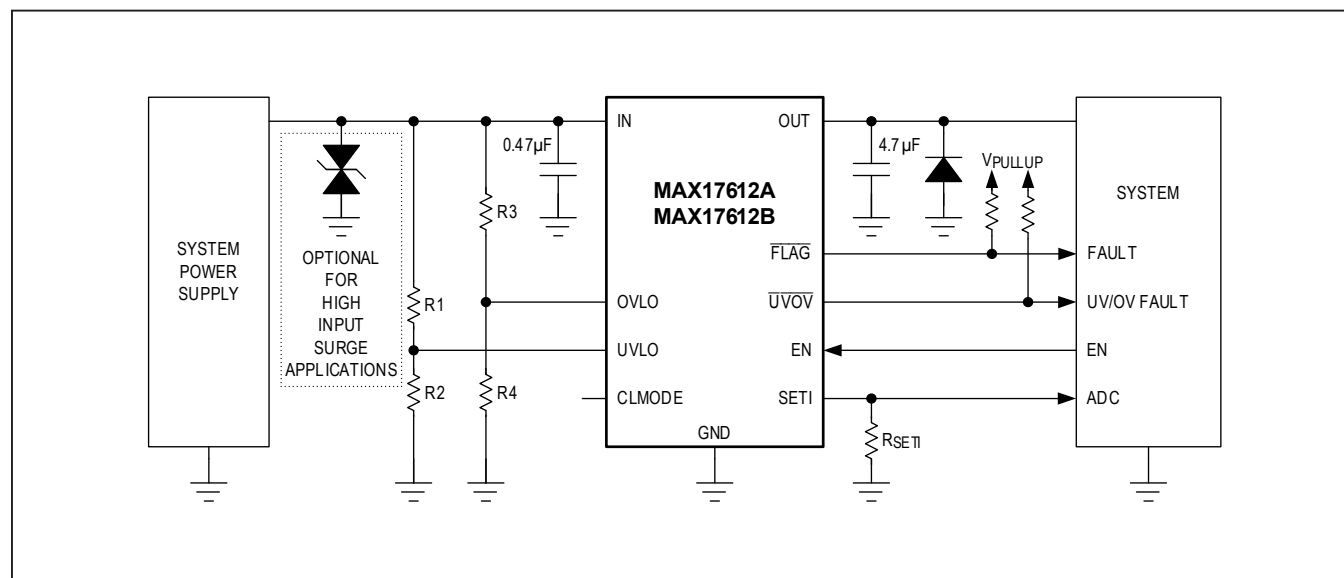 SYSTEM
POWER
SUPPLY
OPTIONAL
FOR
HIGH
INPUT
SURGE
APPLICATIONS
R1
R2
R3
R4
0.47µF
IN
OVLO
UVLO
CLMODE
MAX17612A
MAX17612B
GND
OUT
FLAG
UVOV
EN
SETI
4.7µF
VPULLUP
RSETI
SYSTEM
FAULT
UV/OV FAULT
EN
ADC